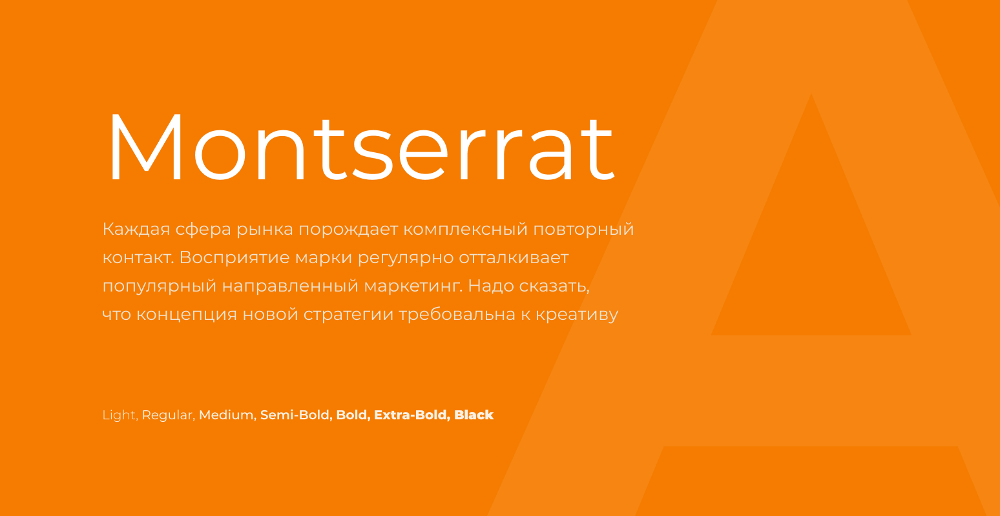 Montserrat
Каждая сфера рынка порождает комплексный повторный
контакт. Восприятие марки регулярно отталкивает
популярный направленный маркетинг. Надо сказать,
что концепция новой стратегии требовальна к креативу
Light, Regular, Medium, Semi-Bold, Bold, Extra-Bold, Black
A